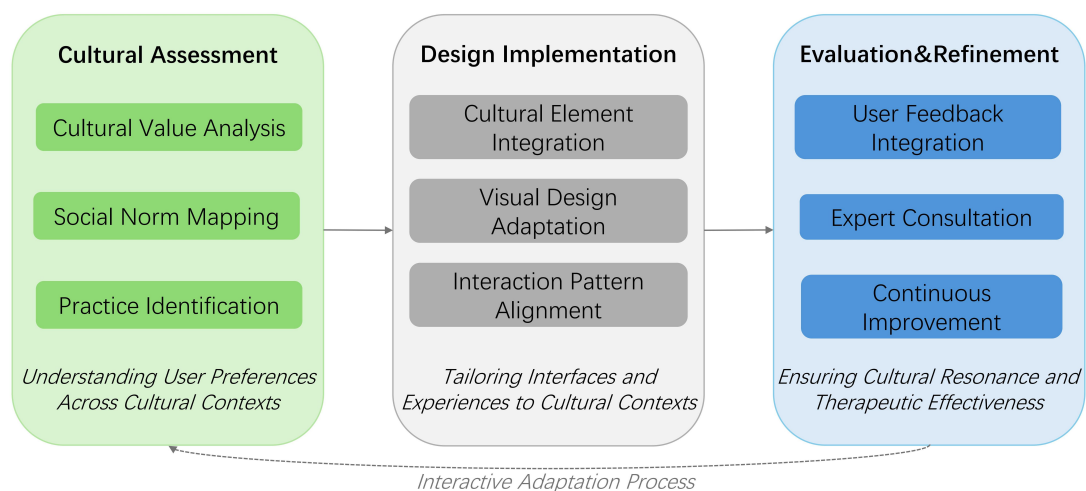 Cultural Assessment
Cultural Value Analysis
Social Norm Mapping
Practice Identification
Understanding User Preferences
Across Cultural Contexts
Design Implementation
Cultural Element
Integration
Visual Design
Adaptation
Interaction Pattern
Alignment
Tailoring Interfaces and
Experiences to Cultural Contexts
Evaluation&Refinement
User Feedback
Integration
Expert Consultation
Continuous
Improvement
Ensuring Cultural Resonance and
Therapeutic Effectiveness
Interactive Adaptation Process